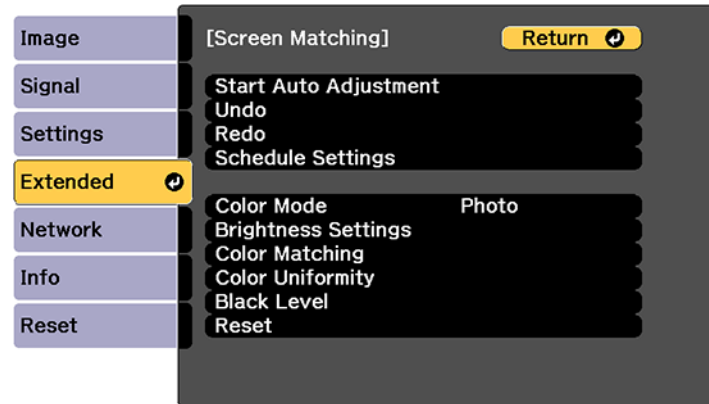 Image
Signal
Settings
Extended
Network
Info
Reset
[Screen Matching]
Return
Start Auto Adjustment
Undo
Redo
Schedule Settings
Color Mode Photo
Brightness Settings
Color Matching
Color Uniformity
Black Level
Reset